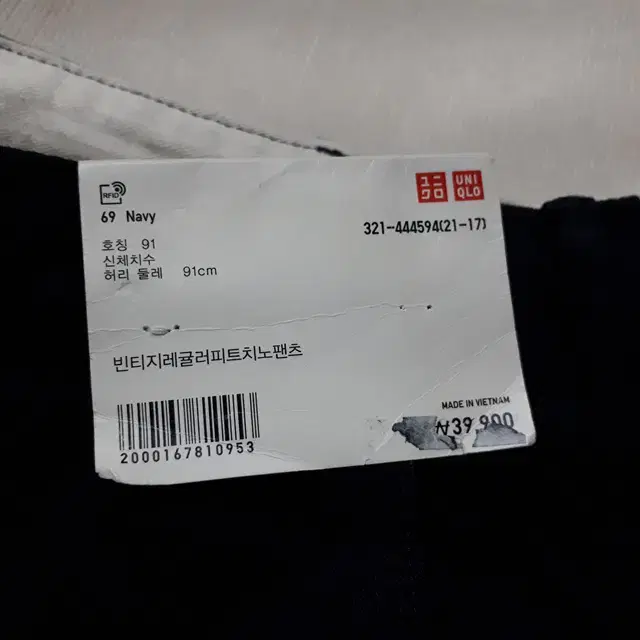 RFID
ユニ
クロ
UNI
QLO
69 Navy
321-444594(21-17)
호칭 91
신체치수
허리 둘레 91cm
빈티지레귤러피트치노팬츠
MADE IN VIETNAM
₩39,900
2000167810953